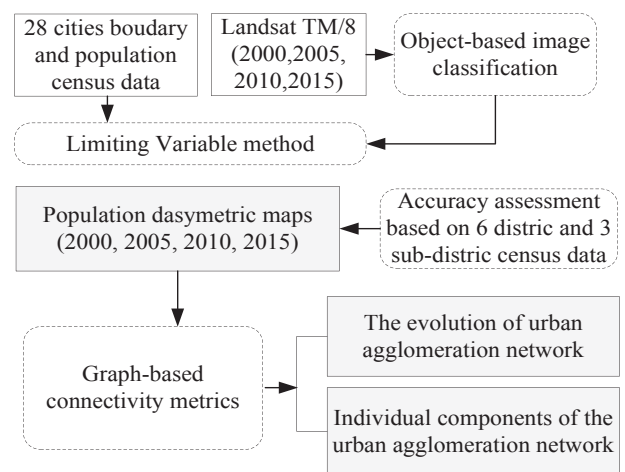 28 cities boudary
and population
census data
Landsat TM/8
(2000,2005,
2010,2015)
Object-based image
classification
Limiting Variable method
Population dasymetric maps
(2000, 2005, 2010, 2015)
Accuracy assessment
based on 6 distric and 3
sub-distric census data
Graph-based
connectivity metrics
The evolution of urban
agglomeration network
Individual components of the
urban agglomeration network